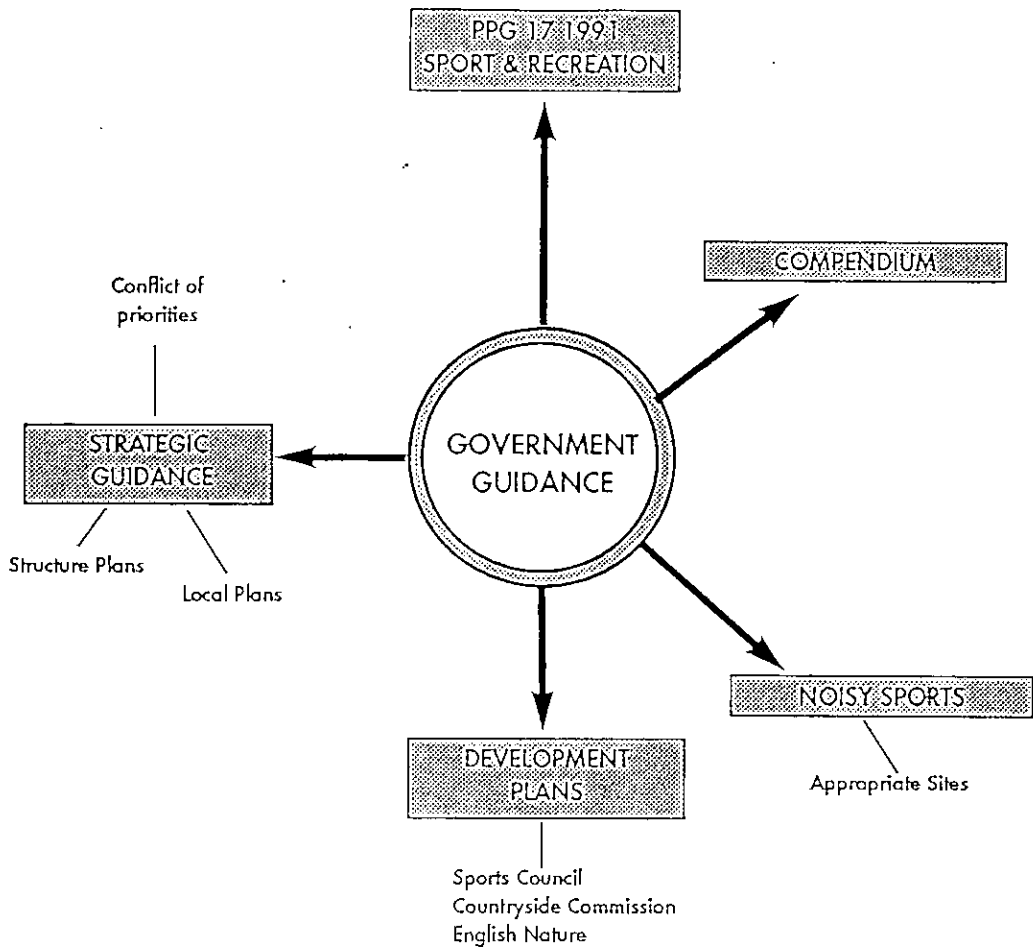 PPG 17 1991
SPORT & RECREATION
COMPENDIUM
Conflict of
priorities
STRATEGIC
GUIDANCE
Structure Plans
Local Plans
GOVERNMENT
GUIDANCE
NOISY SPORTS
Appropriate Sites
DEVELOPMENT
PLANS
Sports Council
Countryside Commission
English Nature